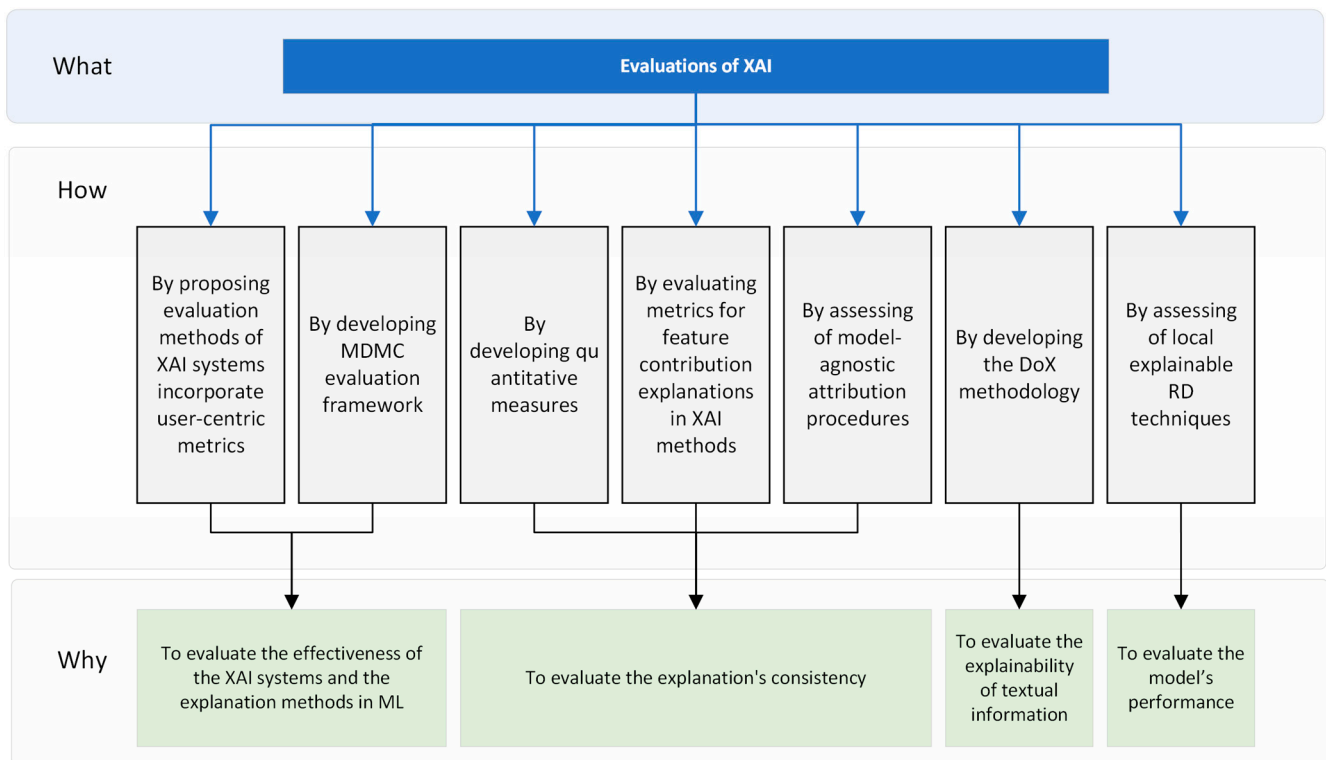 What
Evaluations of XAI
How
By proposing
evaluation
methods of
XAI systems
incorporate
user-centric
metrics
By developing
MDMC
evaluation
framework
By
developing qu
antitative
measures
By evaluating
metrics for
feature
contribution
explanations
in XAI
methods
By assessing
of model-
agnostic
attribution
procedures
By developing
the DoX
methodology
By assessing
of local
explainable
RD
techniques
Why
To evaluate the effectiveness of
the XAI systems and the
explanation methods in ML
To evaluate the explanation's consistency
To evaluate the
explainability
of textual
information
To evaluate the
model’s
performance